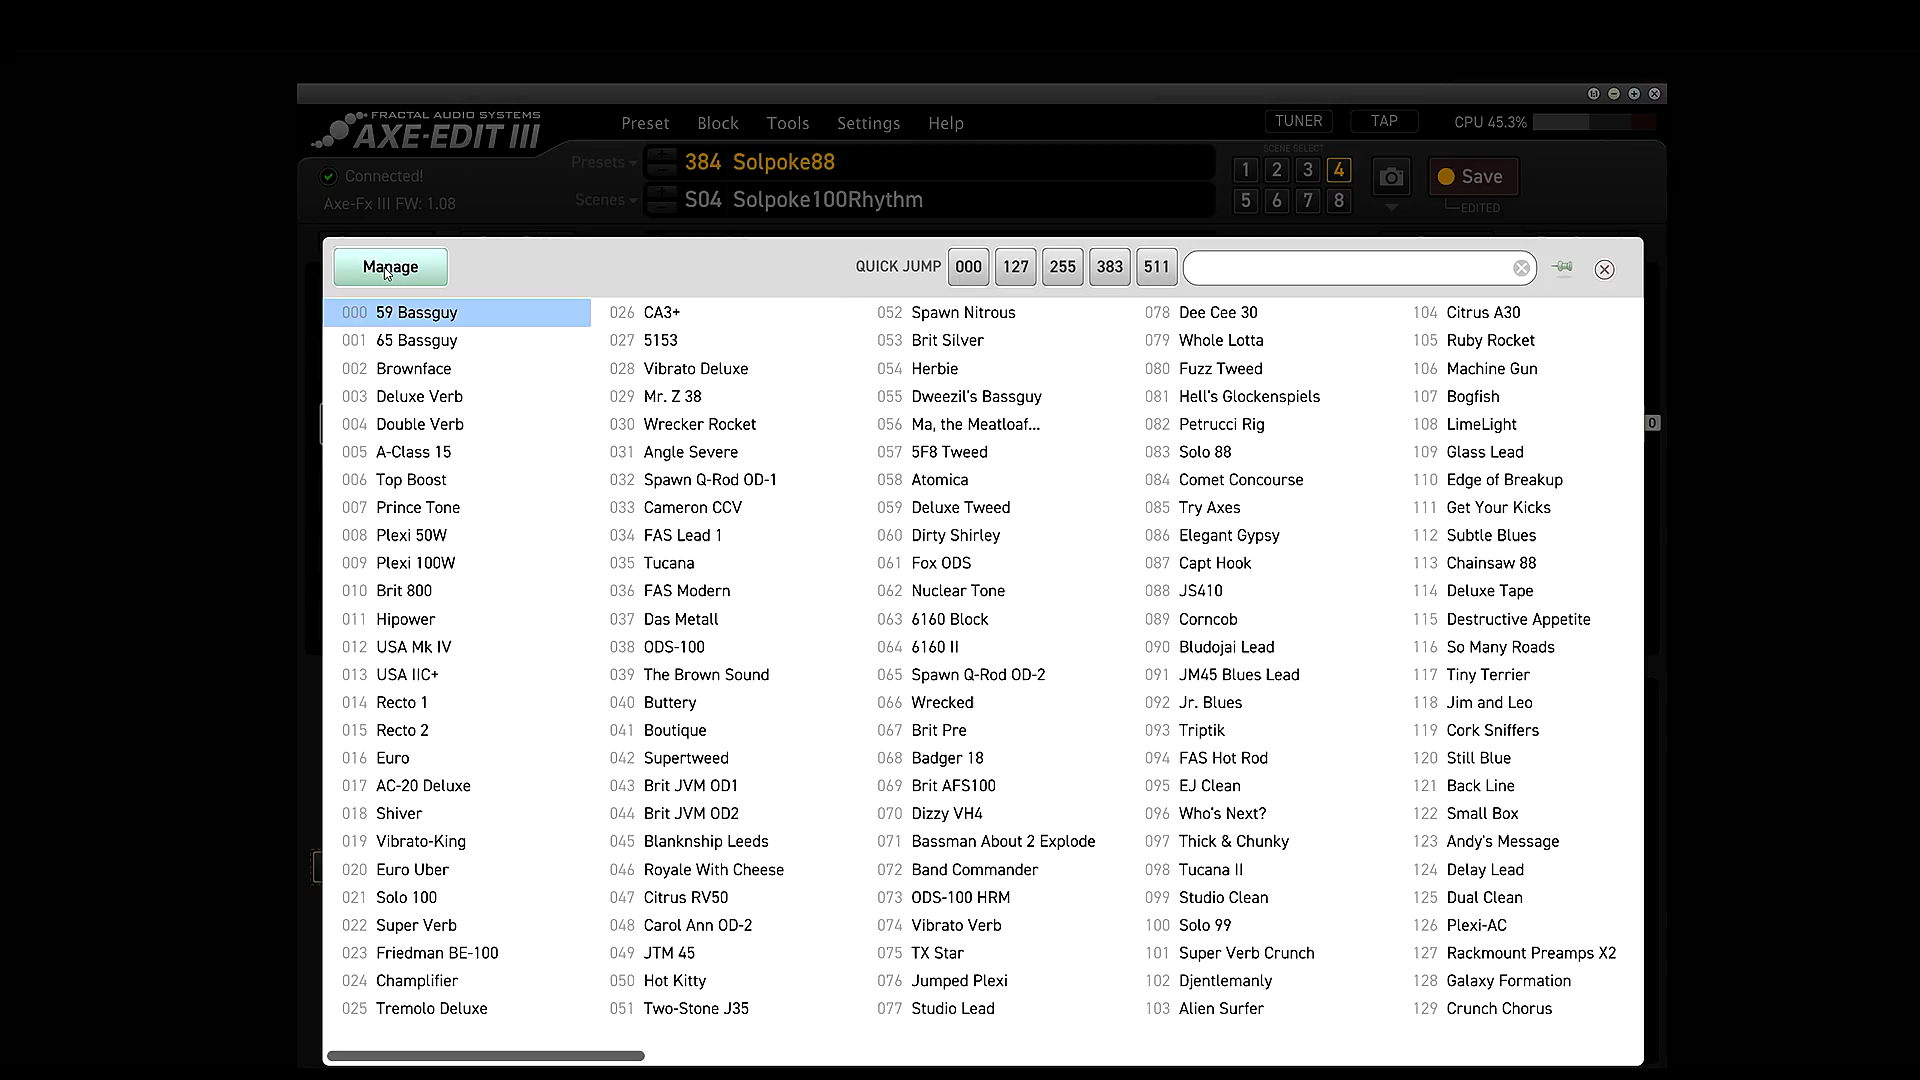 FRACTAL AUDIO SYSTEMS
AXE-EDIT III
Preset Block Tools Settings Help
TUNER TAP CPU 45.3%
Presets 384 Solpoke88
Connected!
Scenes S04 Solpoke100Rhythm
Axe-Fx III FW: 1.08
SCENE SELECT
1 2 3 4
5 6 7 8
Save
EDITED
Manage QUICK JUMP 000 127 255 383 511
000 59 Bassguy
001 65 Bassguy
002 Brownface
003 Deluxe Verb
004 Double Verb
005 A-Class 15
006 Top Boost
007 Prince Tone
008 Plexi 50W
009 Plexi 100W
010 Brit 800
011 Hipower
012 USA Mk IV
013 USA IIC+
014 Recto 1
015 Recto 2
016 Euro
017 AC-20 Deluxe
018 Shiver
019 Vibrato-King
020 Euro Uber
021 Solo 100
022 Super Verb
023 Friedman BE-100
024 Champlifier
025 Tremolo Deluxe
026 CA3+
027 5153
028 Vibrato Deluxe
029 Mr. Z 38
030 Wrecker Rocket
031 Angle Severe
032 Spawn Q-Rod OD-1
033 Cameron CCV
034 FAS Lead 1
035 Tucana
036 FAS Modern
037 Das Metall
038 ODS-100
039 The Brown Sound
040 Buttery
041 Boutique
042 Supertweed
043 Brit JVM OD1
044 Brit JVM OD2
045 Blanknship Leeds
046 Royale With Cheese
047 Citrus RV50
048 Carol Ann OD-2
049 JTM 45
050 Hot Kitty
051 Two-Stone J35
052 Spawn Nitrous
053 Brit Silver
054 Herbie
055 Dweezil's Bassguy
056 Ma, the Meatloaf...
057 5F8 Tweed
058 Atomica
059 Deluxe Tweed
060 Dirty Shirley
061 Fox ODS
062 Nuclear Tone
063 6160 Block
064 6160 II
065 Spawn Q-Rod OD-2
066 Wrecked
067 Brit Pre
068 Badger 18
069 Brit AFS100
070 Dizzy VH4
071 Bassman About 2 Explode
072 Band Commander
073 ODS-100 HRM
074 Vibrato Verb
075 TX Star
076 Jumped Plexi
077 Studio Lead
078 Dee Cee 30
079 Whole Lotta
080 Fuzz Tweed
081 Hell's Glockenspiels
082 Petrucci Rig
083 Solo 88
084 Comet Concourse
085 Try Axes
086 Elegant Gypsy
087 Capt Hook
088 JS410
089 Corncob
090 Bludojai Lead
091 JM45 Blues Lead
092 Jr. Blues
093 Triptik
094 FAS Hot Rod
095 EJ Clean
096 Who's Next?
097 Thick & Chunky
098 Tucana II
099 Studio Clean
100 Solo 99
101 Super Verb Crunch
102 Djentlemanly
103 Alien Surfer
104 Citrus A30
105 Ruby Rocket
106 Machine Gun
107 Bogfish
108 LimeLight
109 Glass Lead
110 Edge of Breakup
111 Get Your Kicks
112 Subtle Blues
113 Chainsaw 88
114 Deluxe Tape
115 Destructive Appetite
116 So Many Roads
117 Tiny Terrier
118 Jim and Leo
119 Cork Sniffers
120 Still Blue
121 Back Line
122 Small Box
123 Andy's Message
124 Delay Lead
125 Dual Clean
126 Plexi-AC
127 Rackmount Preamps X2
128 Galaxy Formation
129 Crunch Chorus
0